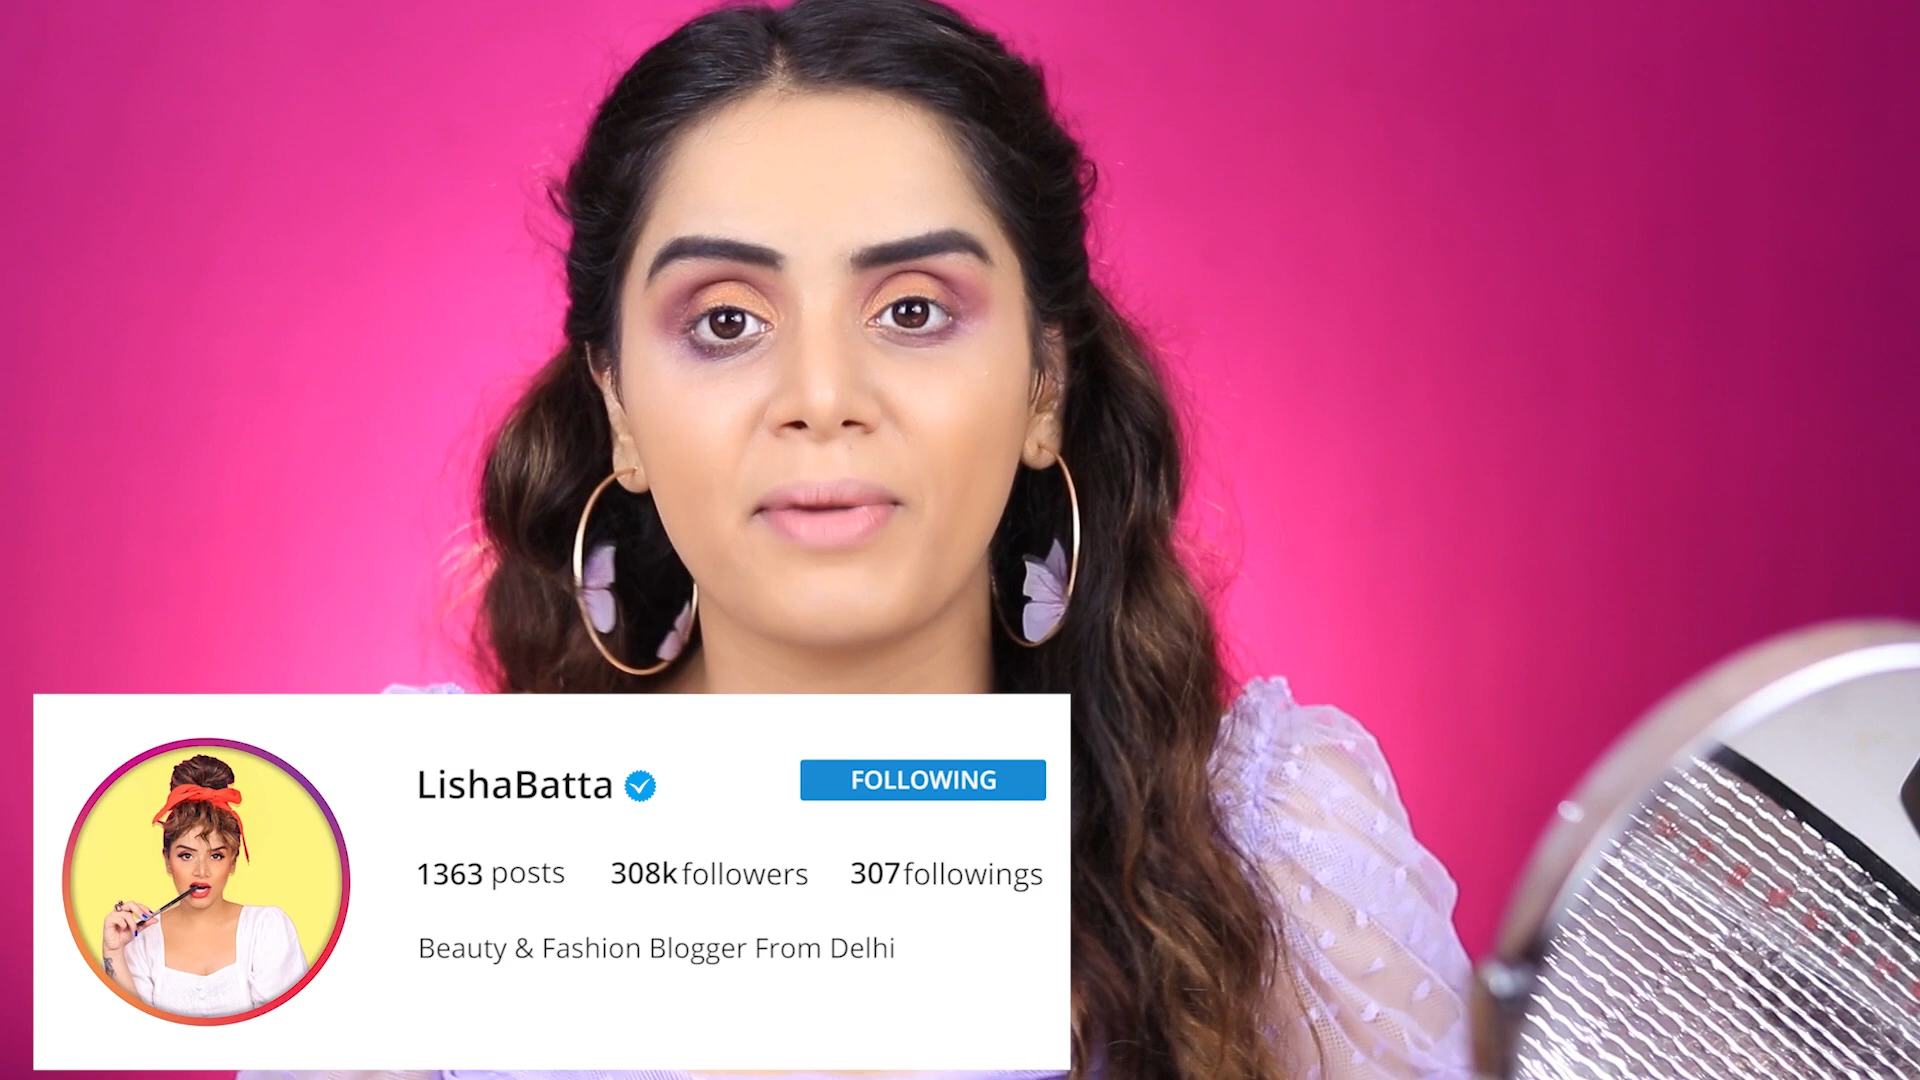 LishaBatta
FOLLOWING
1363 posts 308k followers 307 followings
Beauty & Fashion Blogger From Delhi